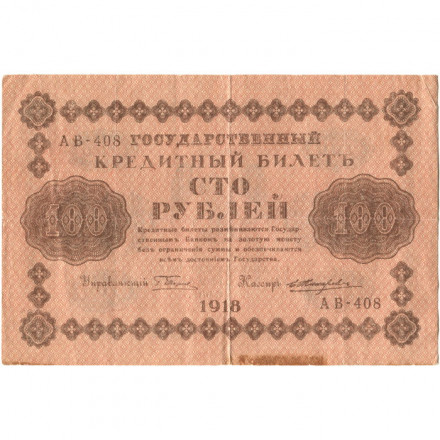 АВ-408 ГОСУДАРСТВЕННЫЙ
КРЕДИТНЫЙ БИЛЕТЪ
СТО
РУБЛЕЙ
100
100
Кредитные билеты размѣниваются Государ-
ственнымъ банкомъ на золотую монету
безъ ограниченія суммы и обезпечиваются
всѣмъ достояніемъ Государства.
Управляющій
Кассиръ
1918
АВ-408